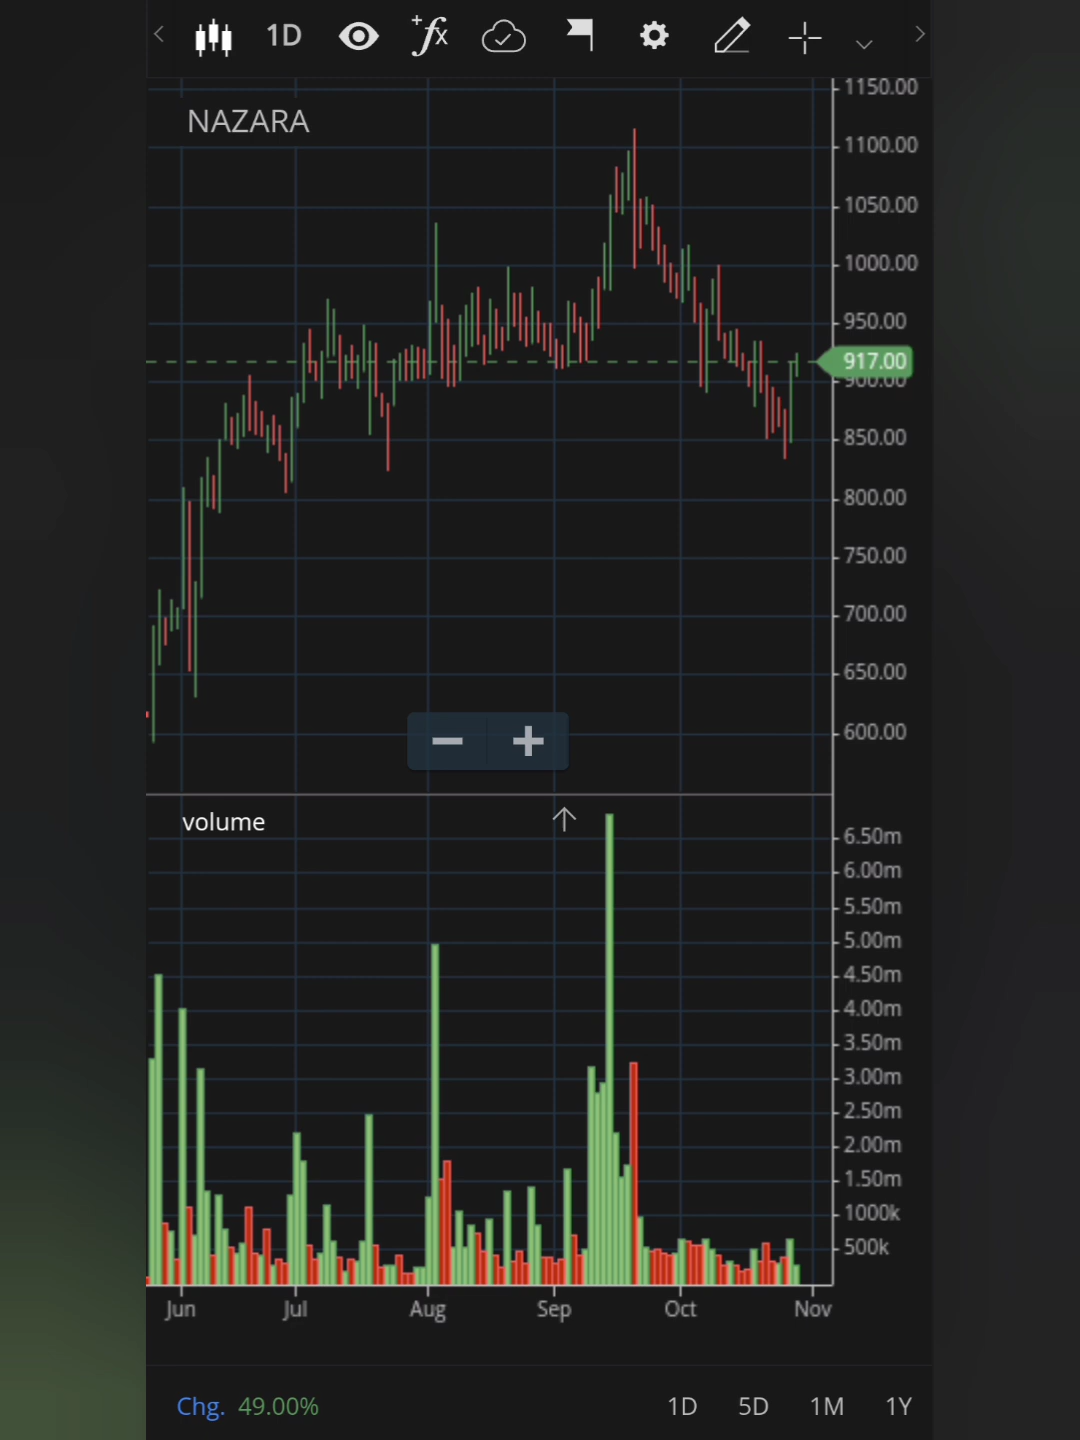 1D
+fx
NAZARA
1150.00
1100.00
1050.00
1000.00
950.00
917.00
900.00
850.00
800.00
750.00
700.00
650.00
600.00
volume
6.50m
6.00m
5.50m
5.00m
4.50m
4.00m
3.50m
3.00m
2.50m
2.00m
1.50m
1000k
500k
Jun Jul Aug Sep Oct Nov
Chg. 49.00% 1D 5D 1M 1Y